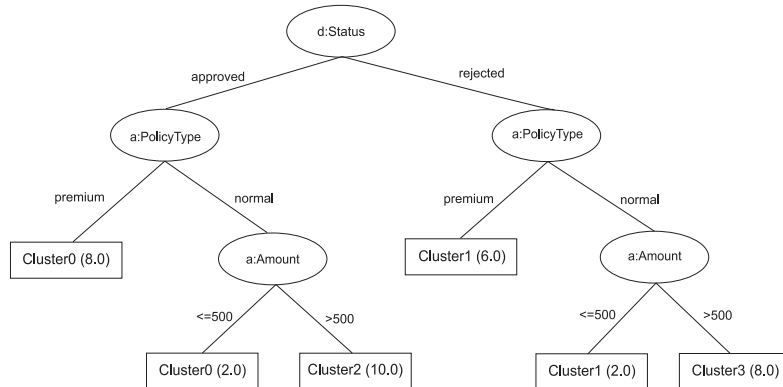 d:Status
approved
rejected
a:PolicyType
a:PolicyType
premium
normal
premium
normal
Cluster0 (8.0)
a:Amount
Cluster1 (6.0)
a:Amount
<=500
>500
<=500
>500
Cluster0 (2.0)
Cluster2 (10.0)
Cluster1 (2.0)
Cluster3 (8.0)